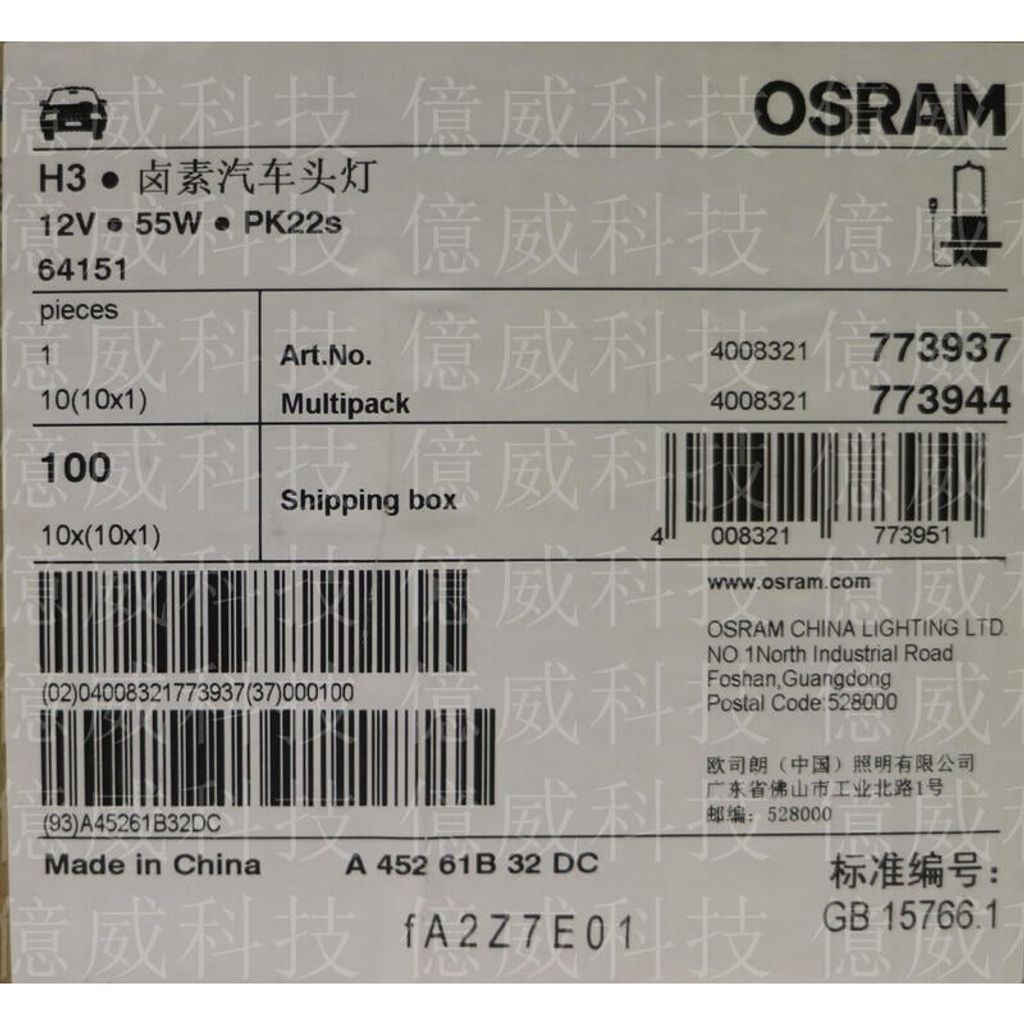 OSRAM
H3 • 卤素汽车头灯
12V • 55W • PK22s
64151
pieces
1 Art.No. 4008321 773937
10(10x1) Multipack 4008321 773944
100
Shipping box
10x(10x1)
4 008321 773951
www.osram.com
(02)04008321773937(37)000100
OSRAM CHINA LIGHTING LTD.
NO.1North Industrial Road
Foshan,Guangdong
Postal Code:528000
欧司朗（中国）照明有限公司
广东省佛山市工业北路1号
邮编：528000
(93)A45261B32DC
Made in China A 452 61B 32 DC
标准编号：
GB 15766.1
fA2Z7E01
億威科技